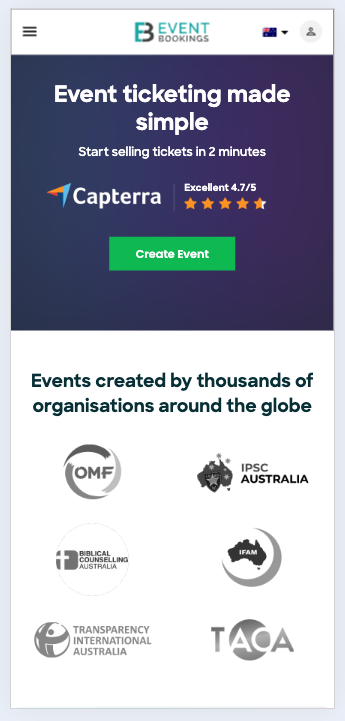 EVENT
BOOKINGS
Event ticketing made
simple
Start selling tickets in 2 minutes
Capterra
Excellent 4.7/5
Create Event
Events created by thousands of
organisations around the globe
OMF
IPSC
AUSTRALIA
BIBLICAL
COUNSELLING
AUSTRALIA
IFAM
TRANSPARENCY
INTERNATIONAL
AUSTRALIA
TACA